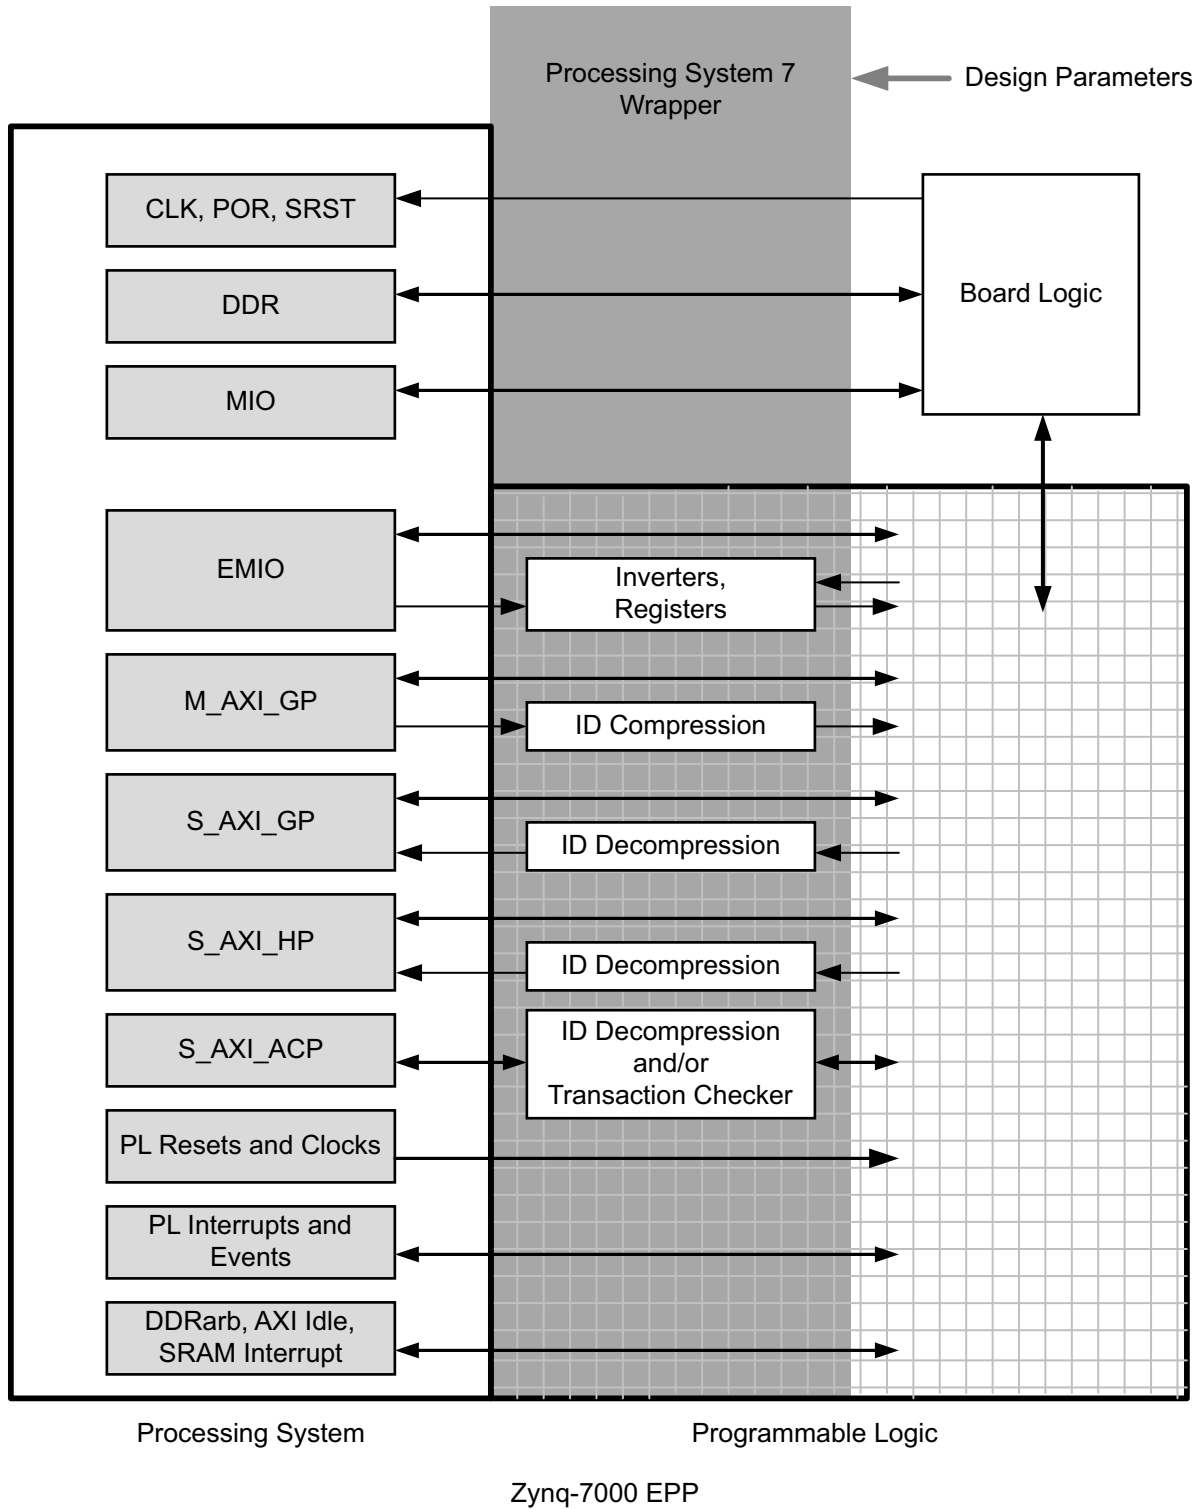 Processing System 7
Wrapper
Design Parameters
CLK, POR, SRST
DDR
Board Logic
MIO
EMIO
Inverters,
Registers
M_AXI_GP
ID Compression
S_AXI_GP
ID Decompression
S_AXI_HP
ID Decompression
S_AXI_ACP
ID Decompression
and/or
Transaction Checker
PL Resets and Clocks
PL Interrupts and
Events
DDRarb, AXI Idle,
SRAM Interrupt
Processing System
Programmable Logic
Zynq-7000 EPP